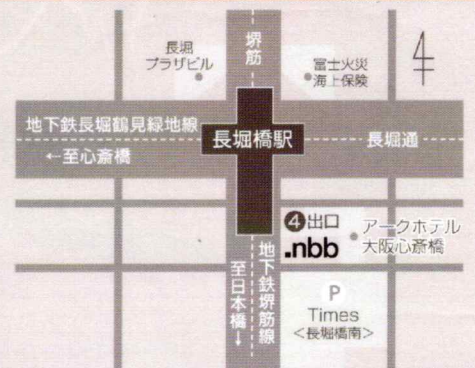 長堀
プラザビル
堺筋
富士火災
海上保険
地下鉄長堀鶴見緑地線
←至心斎橋
長堀橋駅
長堀通
❹出口
.nbb
アークホテル
大阪心斎橋
地下鉄堺筋線
至日本橋↓
P
Times
<長堀橋南>